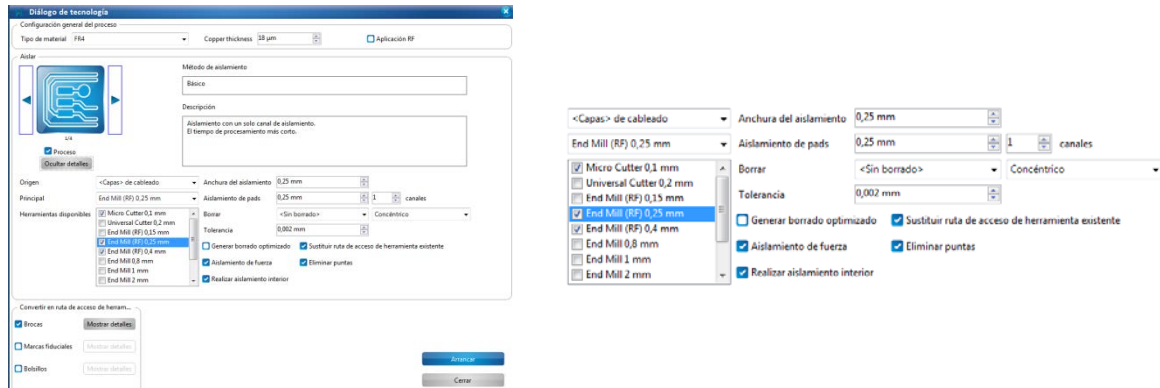 Diálogo de tecnología
Configuración general del proceso
Tipo de material FR4 Copper thickness 18 µm Aplicación RF
Aislar
Método de aislamiento
Básico
Descripción
Aislamiento con un solo canal de aislamiento.
El tiempo de procesamiento más corto.
1/4
Proceso
Ocultar detalles
Origen <Capas> de cableado Anchura del aislamiento 0,25 mm
Principal End Mill (RF) 0,25 mm Aislamiento de pads 0,25 mm 1 canales
Herramientas disponibles Micro Cutter 0,1 mm Borrar <Sin borrado> Concéntrico
Universal Cutter 0,2 mm
End Mill (RF) 0,15 mm Tolerancia 0,002 mm
End Mill (RF) 0,25 mm Generar borrado optimizado Sustituir ruta de acceso de herramienta existente
End Mill (RF) 0,4 mm
End Mill 0,8 mm Aislamiento de fuerza Eliminar puntas
End Mill 1 mm
End Mill 2 mm Realizar aislamiento interior
Convertir en ruta de acceso de herram...
Brocas Mostrar detalles
Marcas fiduciales Mostrar detalles
Bolsillos Mostrar detalles
Arrancar
Cerrar
<Capas> de cableado Anchura del aislamiento 0,25 mm
End Mill (RF) 0,25 mm Aislamiento de pads 0,25 mm 1 canales
Micro Cutter 0,1 mm Borrar <Sin borrado> Concéntrico
Universal Cutter 0,2 mm
End Mill (RF) 0,15 mm Tolerancia 0,002 mm
End Mill (RF) 0,25 mm Generar borrado optimizado Sustituir ruta de acceso de herramienta existente
End Mill (RF) 0,4 mm
End Mill 0,8 mm Aislamiento de fuerza Eliminar puntas
End Mill 1 mm
End Mill 2 mm Realizar aislamiento interior